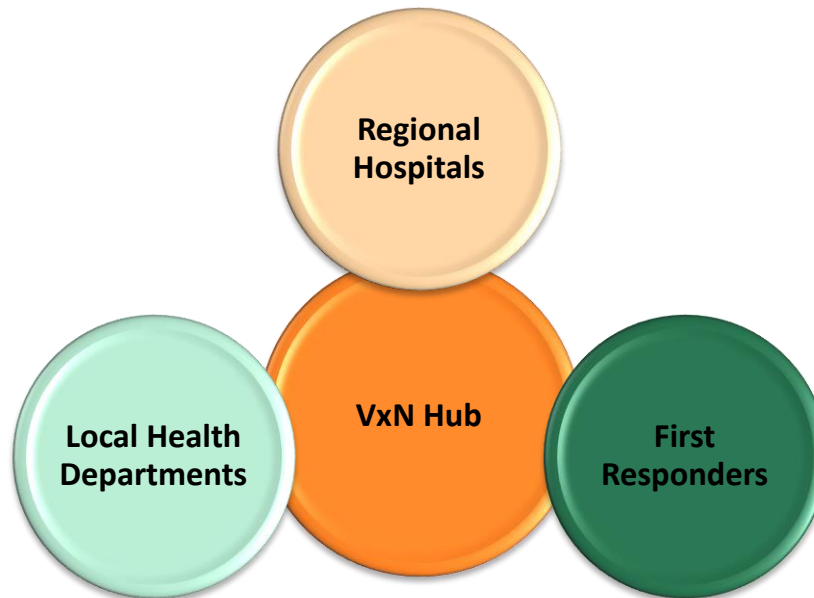 Regional
Hospitals
VxN Hub
Local Health
Departments
First
Responders